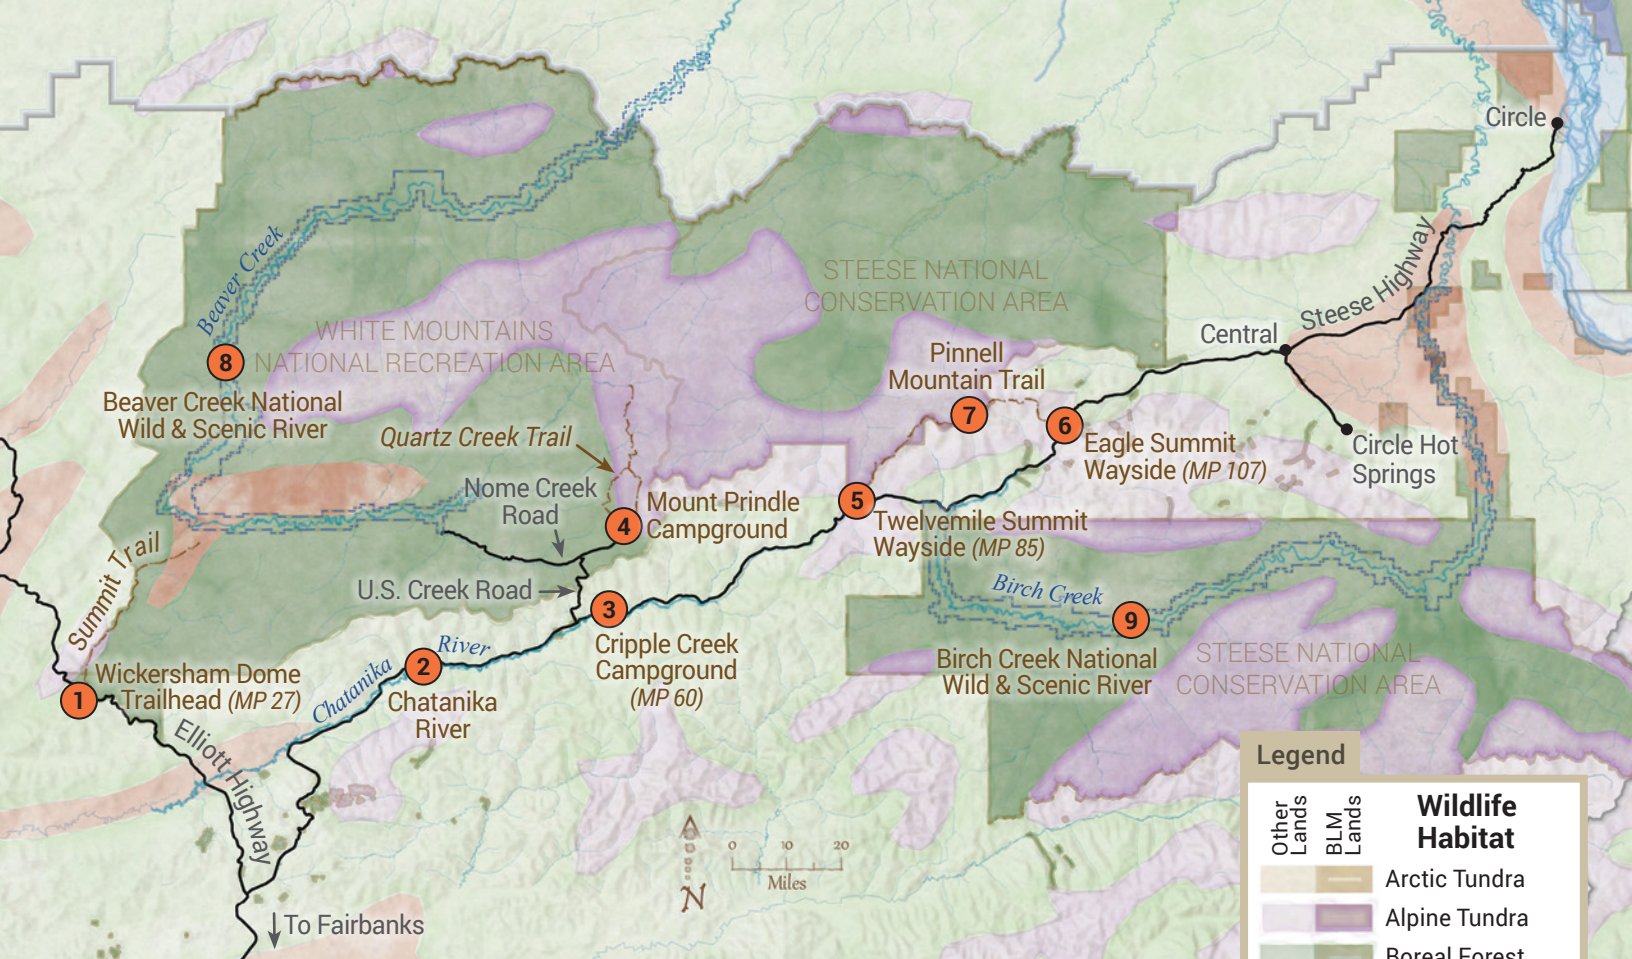 Circle
Beaver Creek
STEESE NATIONAL
CONSERVATION AREA
Steese Highway
WHITE MOUNTAINS
NATIONAL RECREATION AREA
Central
Pinnell
Mountain Trail
8
7
6
Beaver Creek National
Wild & Scenic River
Quartz Creek Trail
Eagle Summit
Wayside (MP 107)
Circle Hot
Springs
Nome Creek
Road
Mount Prindle
Campground
4
5
Twelvemile Summit
Wayside (MP 85)
Summit Trail
U.S. Creek Road
Birch Creek
3
9
Cripple Creek
Campground
(MP 60)
Birch Creek National
Wild & Scenic River
STEESE NATIONAL
CONSERVATION AREA
Wickersham Dome
Trailhead (MP 27)
1
Chatanika
River
2
Chatanika
River
Elliott Highway
To Fairbanks
N
0 10 20
Miles
Legend
Other
Lands
BLM
Lands
Wildlife
Habitat
Arctic Tundra
Alpine Tundra
Boreal Forest